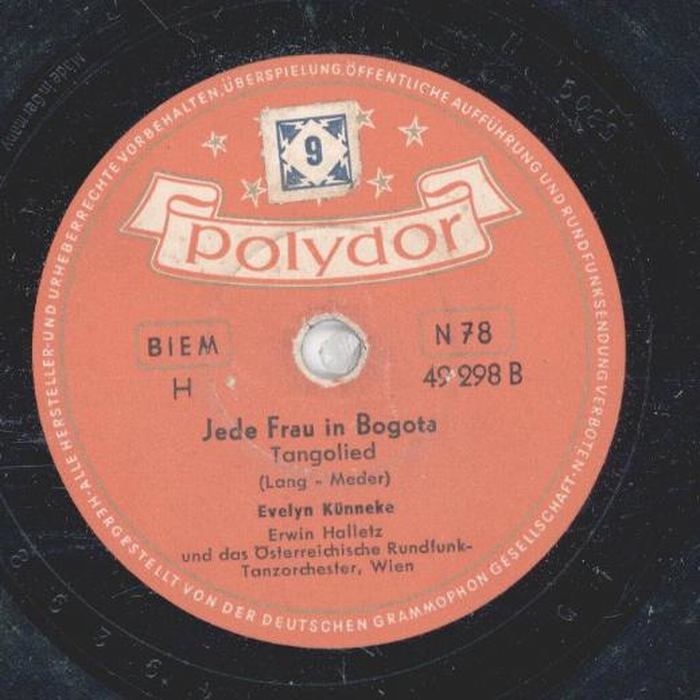 ALLE HERSTELLER-UND URHEBERRECHTE VORBEHALTEN, ÜBERSPIELUNG, ÖFFENTLICHE AUFFÜHRUNG UND RUNDFUNKSENDUNG VERBOTEN.
Made in Germany
9
polydor
BIEM
N 78
H
49 298 B
Jede Frau in Bogota
Tangolied
(Lang - Meder)
Evelyn Künneke
Erwin Halletz
und das Österreichische Rundfunk-
Tanzorchester, Wien
HERGESTELLT VON DER DEUTSCHEN GRAMMOPHON GESELLSCHAFT